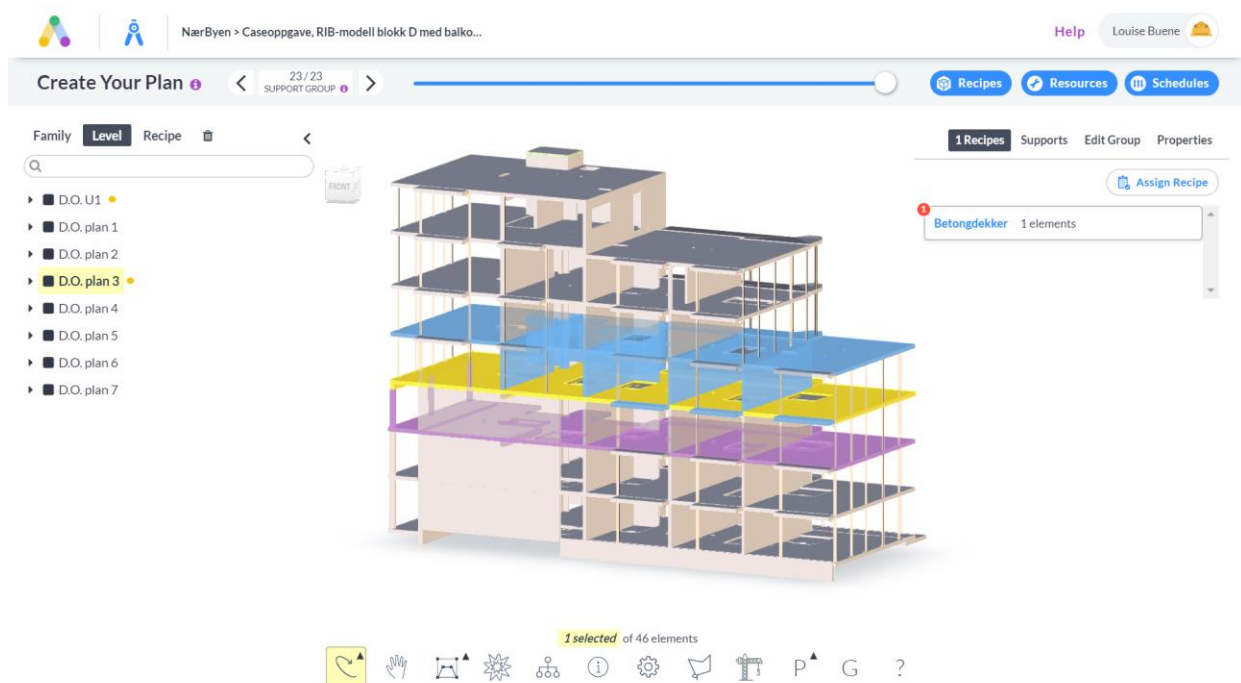 NærByen > Caseoppgave, RIB-modell blokk D med balko...
Help
Louise Buene
Create Your Plan
23/23
SUPPORT GROUP
Recipes
Resources
Schedules
Family Level Recipe
1 Recipes Supports Edit Group Properties
FRONT
Assign Recipe
D.O. U1
D.O. plan 1
D.O. plan 2
D.O. plan 3
D.O. plan 4
D.O. plan 5
D.O. plan 6
D.O. plan 7
1
Betongdekker 1 elements
1 selected of 46 elements
P G ?